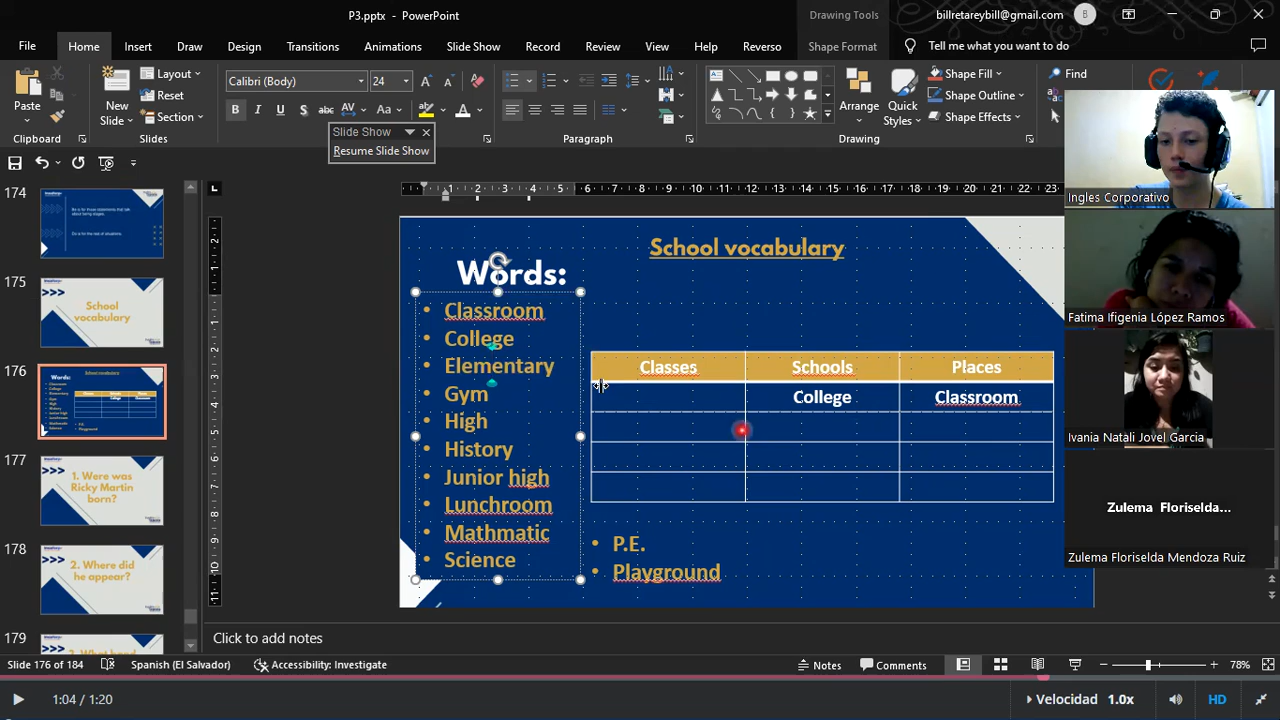 P3.pptx - PowerPoint
Drawing Tools
billretareybill@gmail.com
B
File
Home
Insert
Draw
Design
Transitions
Animations
Slide Show
Record
Review
View
Help
Reverso
Shape Format
Tell me what you want to do
Paste
New
Slide
Layout
Reset
Section
Calibri (Body)
24
B I U S abc AV Aa
Shape Fill
Shape Outline
Shape Effects
Arrange
Quick
Styles
Find
Clipboard
Slides
Paragraph
Drawing
Slide Show
Resume Slide Show
174
175
School
vocabulary
176
177
1. Were was
Ricky Martin
born?
178
2. Where did
he appear?
179
School vocabulary
Words:
Classroom
College
Elementary
Gym
High
History
Junior high
Lunchroom
Mathmatic
Science
P.E.
Playground
Classes Schools Places
College Classroom
Ingles Corporativo
Fatima Ifigenia López Ramos
Ivania Natali Jovel Garcia
Zulema Floriselda...
Zulema Floriselda Mendoza Ruiz
Click to add notes
Slide 176 of 184
Spanish (El Salvador)
Accessibility: Investigate
Notes
Comments
78%
1:04 / 1:20
Velocidad 1.0x
HD